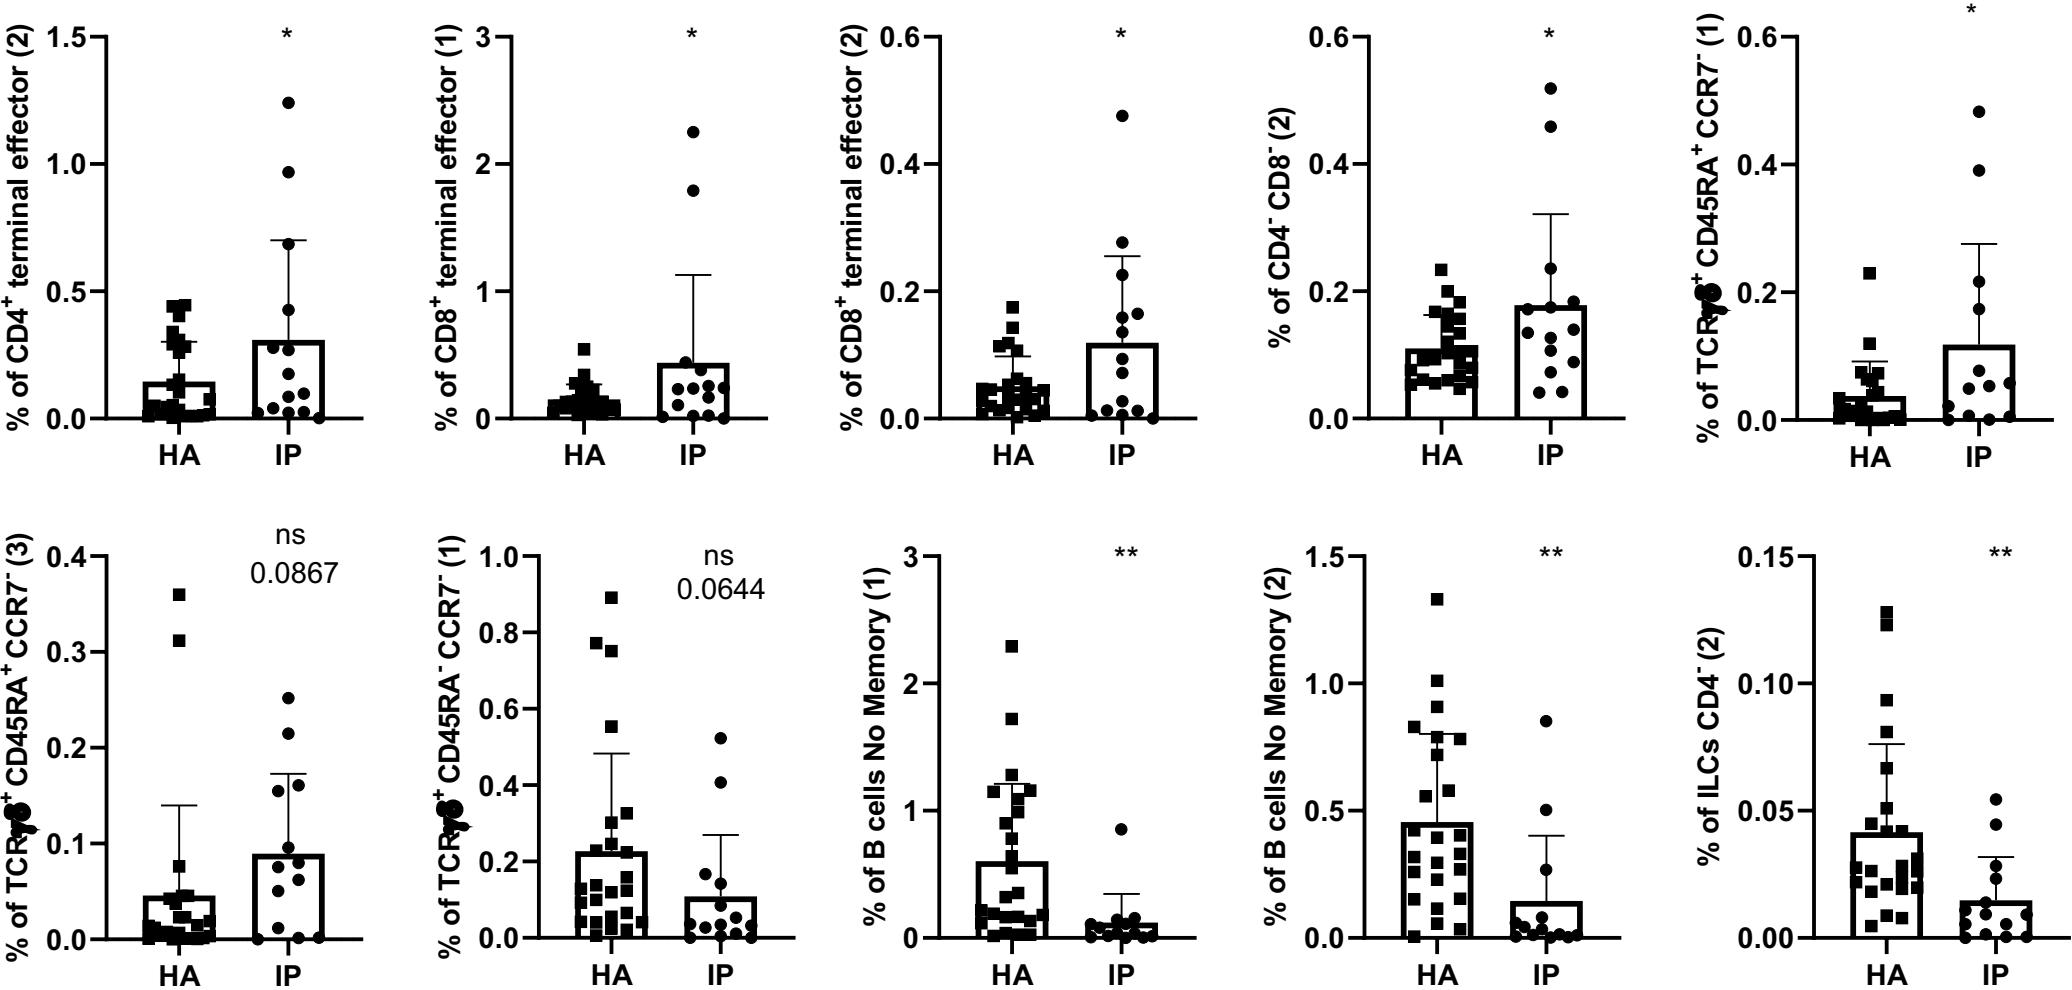 % of CD4+ terminal effector (2)
1.5
1.0
0.5
0.0
*
HA
IP
% of CD8+ terminal effector (1)
3
2
1
0
*
HA
IP
% of CD8+ terminal effector (2)
0.6
0.4
0.2
0.0
*
HA
IP
% of CD4- CD8- (2)
0.6
0.4
0.2
0.0
*
HA
IP
% of TCR+ CD45RA+ CCR7- (1)
0.6
0.4
0.2
0.0
*
HA
IP
% of TCR+ CD45RA+ CCR7- (3)
0.4
0.3
0.2
0.1
0.0
ns
0.0867
HA
IP
% of TCR+ CD45RA- CCR7- (1)
1.0
0.8
0.6
0.4
0.2
0.0
ns
0.0644
HA
IP
% of B cells No Memory (1)
3
2
1
0
**
HA
IP
% of B cells No Memory (2)
1.5
1.0
0.5
0.0
**
HA
IP
% of ILCs CD4- (2)
0.15
0.10
0.05
0.00
**
HA
IP